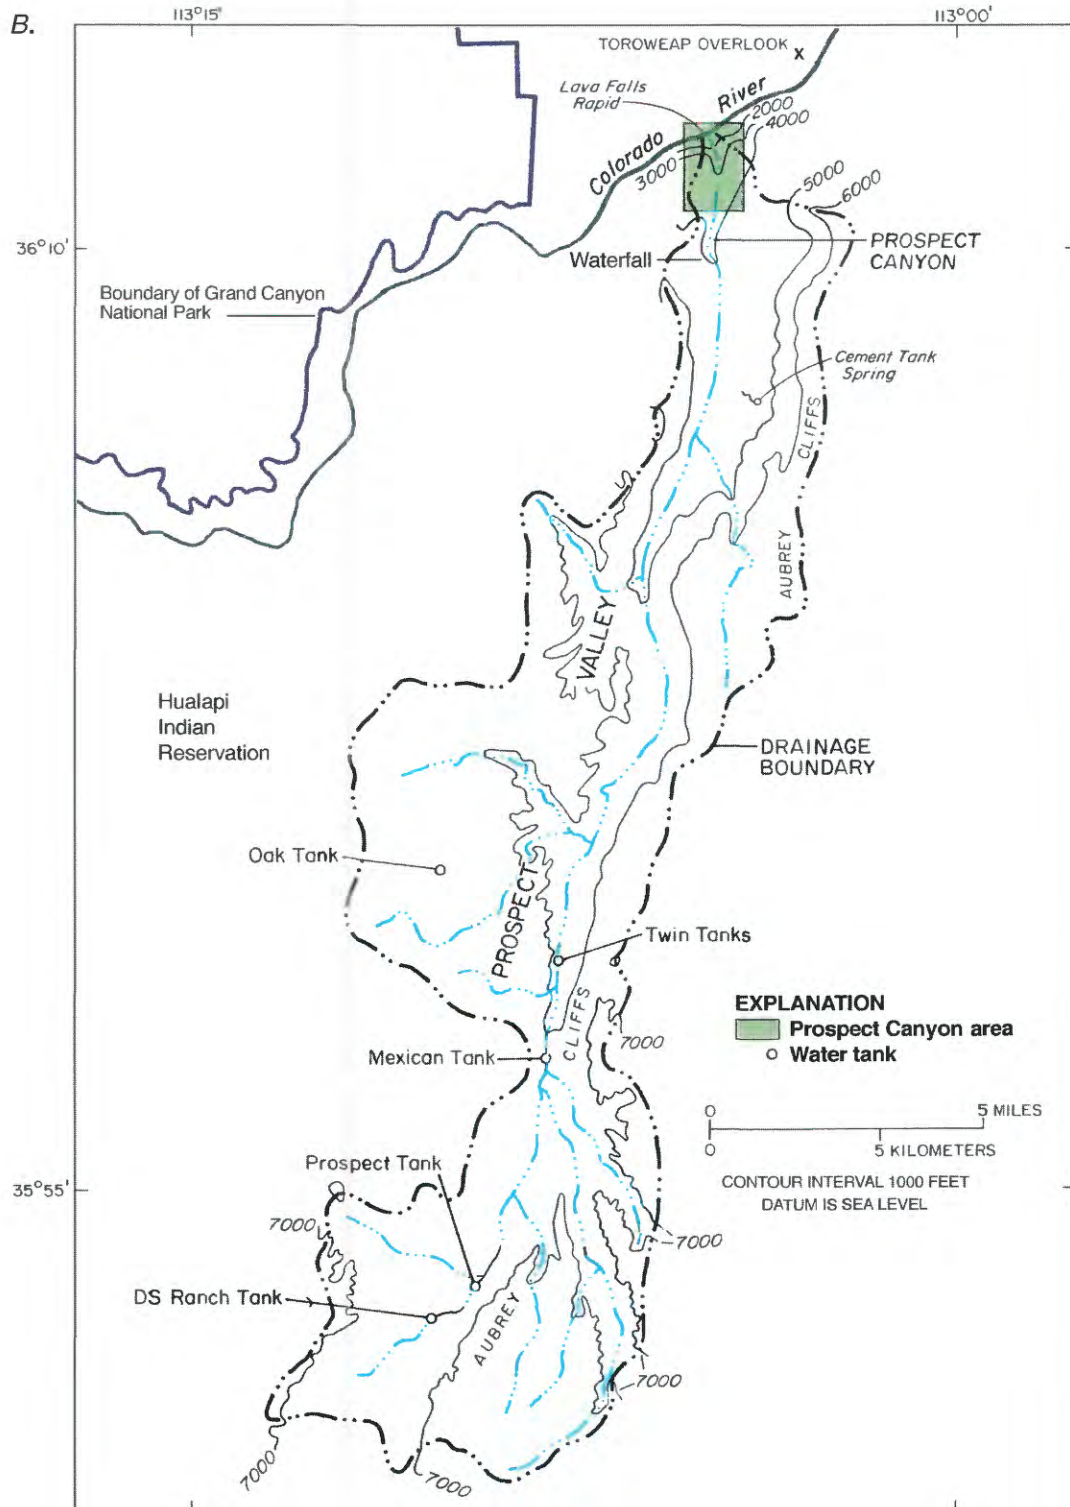 B.
113°15'
113°00'
TOROWEAP OVERLOOK
x
Lava Falls
Rapid
River
Colorado
2000
4000
3000
5000
6000
36°10'
Waterfall
PROSPECT
CANYON
Boundary of Grand Canyon
National Park
Cement Tank
Spring
CLIFFS
AUBREY
VALLEY
Hualapi
Indian
Reservation
DRAINAGE
BOUNDARY
Oak Tank
PROSPECT
Twin Tanks
CLIFFS
7000
Mexican Tank
EXPLANATION
Prospect Canyon area
Water tank
0 5 MILES
0 5 KILOMETERS
CONTOUR INTERVAL 1000 FEET
DATUM IS SEA LEVEL
Prospect Tank
35°55'
7000
7000
DS Ranch Tank
AUBREY
7000
7000
7000